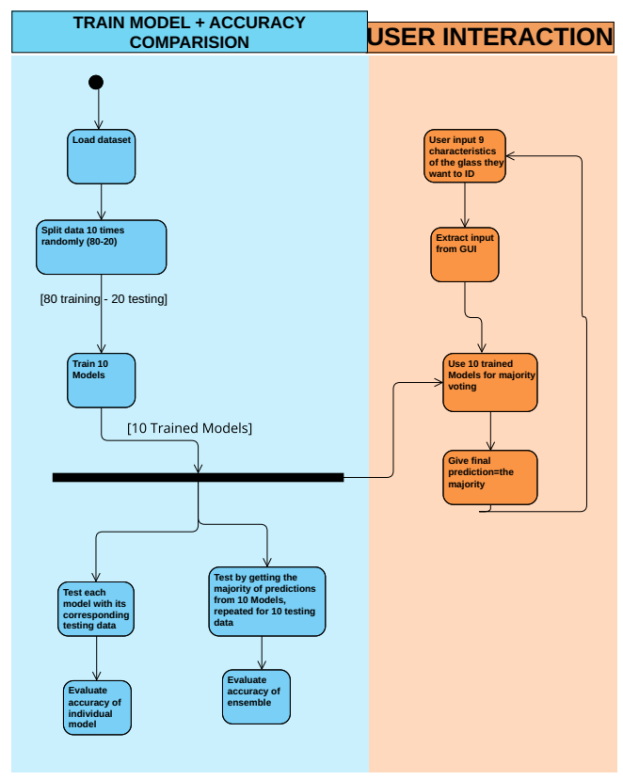 TRAIN MODEL + ACCURACY
COMPARISION
USER INTERACTION
Load dataset
Split data 10 times
randomly (80-20)
[80 training - 20 testing]
Train 10
Models
[10 Trained Models]
Test each
model with its
corresponding
testing data
Evaluate
accuracy of
individual
model
Test by getting the
majority of predictions
from 10 Models,
repeated for 10 testing
data
Evaluate
accuracy of
ensemble
User input 9
characteristics
of the glass they
want to ID
Extract input
from GUI
Use 10 trained
Models for majority
voting
Give final
prediction=the
majority